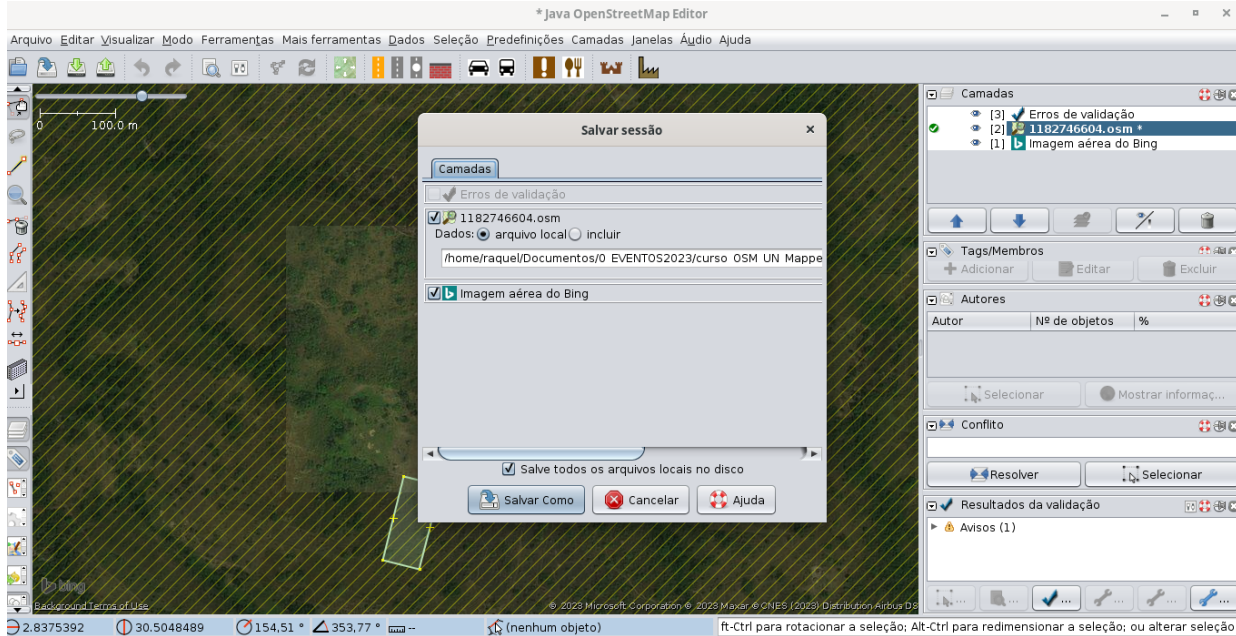 * Java OpenStreetMap Editor
Arquivo Editar Visualizar Modo Ferramentas Mais ferramentas Dados Seleção Predefinições Camadas Janelas Áudio Ajuda
0 100.0 m
Salvar sessão
Camadas
Erros de validação
1182746604.osm
Dados: arquivo local incluir
/home/raquel/Documentos/0_EVENTOS2023/curso_OSM_UN_Mappe
Imagem aérea do Bing
Salve todos os arquivos locais no disco
Salvar Como Cancelar Ajuda
bing
Background Terms of Use
© 2023 Microsoft Corporation © 2023 Maxar © CNES (2023) Distribution Airbus DS
Camadas
[3] Erros de validação
[2] 1182746604.osm *
[1] Imagem aérea do Bing
Tags/Membros
Adicionar Editar Excluir
Autores
Autor Nº de objetos %
Selecionar Mostrar informaç...
Conflito
Resolver Selecionar
Resultados da validação
Avisos (1)
... ... ... ... ... ...
2.8375392 30.5048489 154,51 ° 353,77 ° -- (nenhum objeto) ft-Ctrl para rotacionar a seleção; Alt-Ctrl para redimensionar a seleção; ou alterar seleção